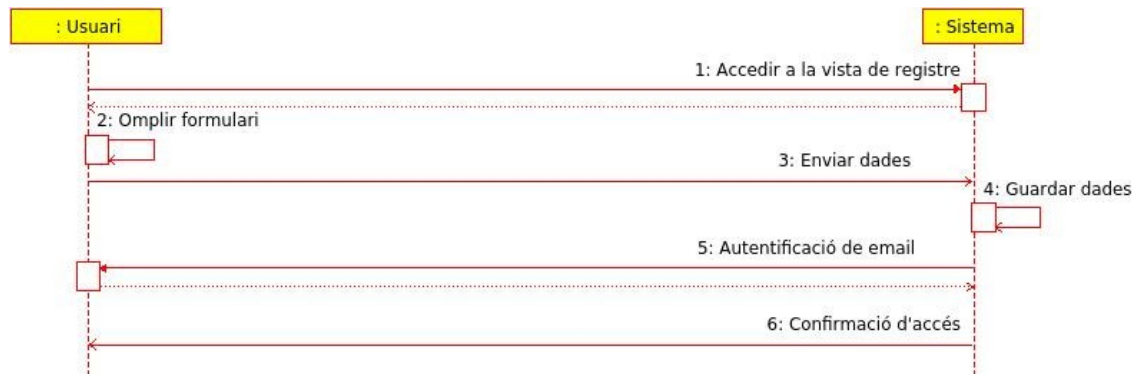 : Usuari
: Sistema
1: Accedir a la vista de registre
2: Omplir formulari
3: Enviar dades
4: Guardar dades
5: Autentificació de email
6: Confirmació d'accés